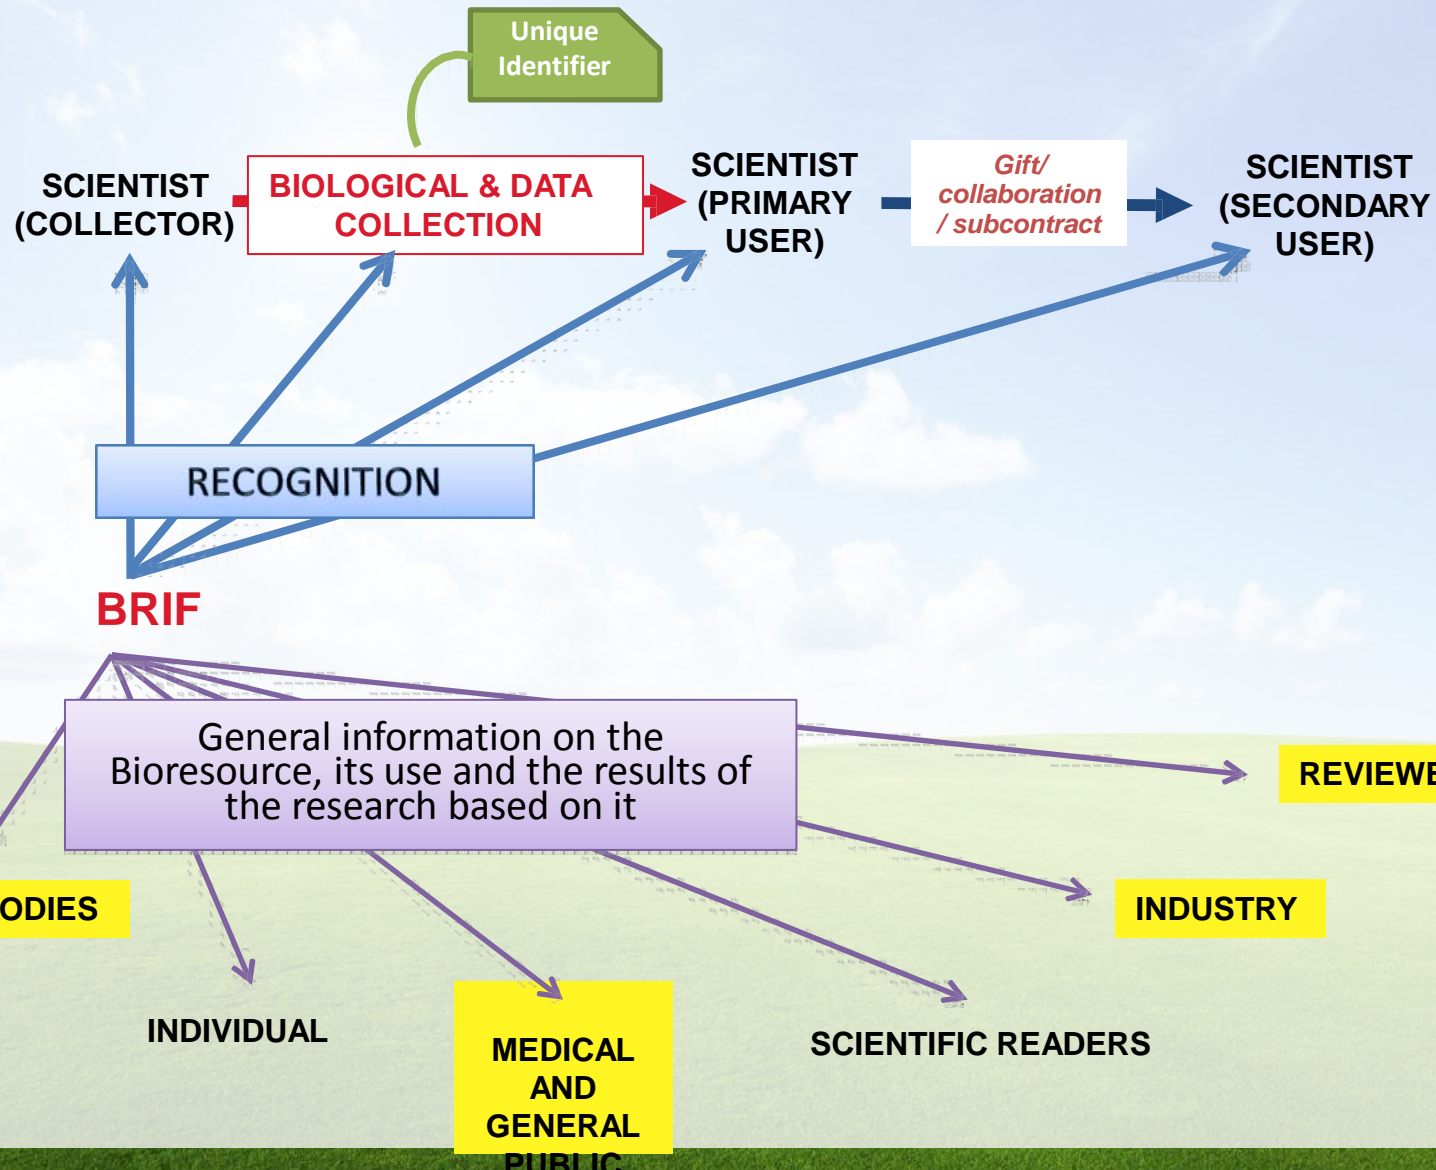 Unique
Identifier
SCIENTIST
(COLLECTOR)
BIOLOGICAL & DATA
COLLECTION
SCIENTIST
(PRIMARY
USER)
Gift/
collaboration
/ subcontract
SCIENTIST
(SECONDARY
USER)
RECOGNITION
BRIF
General information on the
Bioresource, its use and the results of
the research based on it
REVIEWE
ODIES
INDUSTRY
INDIVIDUAL
MEDICAL
AND
GENERAL
PUBLIC
SCIENTIFIC READERS